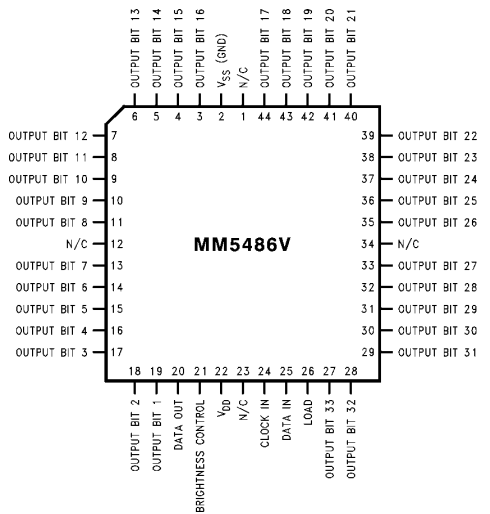 OUTPUT BIT 13
OUTPUT BIT 14
OUTPUT BIT 15
OUTPUT BIT 16
VSS (GND)
N/C
OUTPUT BIT 17
OUTPUT BIT 18
OUTPUT BIT 19
OUTPUT BIT 20
OUTPUT BIT 21
6 5 4 3 2 1 44 43 42 41 40
OUTPUT BIT 12 7
OUTPUT BIT 11 8
OUTPUT BIT 10 9
OUTPUT BIT 9 10
OUTPUT BIT 8 11
N/C 12
OUTPUT BIT 7 13
OUTPUT BIT 6 14
OUTPUT BIT 5 15
OUTPUT BIT 4 16
OUTPUT BIT 3 17
MM5486V
39 OUTPUT BIT 22
38 OUTPUT BIT 23
37 OUTPUT BIT 24
36 OUTPUT BIT 25
35 OUTPUT BIT 26
34 N/C
33 OUTPUT BIT 27
32 OUTPUT BIT 28
31 OUTPUT BIT 29
30 OUTPUT BIT 30
29 OUTPUT BIT 31
18 19 20 21 22 23 24 25 26 27 28
OUTPUT BIT 2
OUTPUT BIT 1
DATA OUT
BRIGHTNESS CONTROL
VDD
N/C
CLOCK IN
DATA IN
LOAD
OUTPUT BIT 33
OUTPUT BIT 32